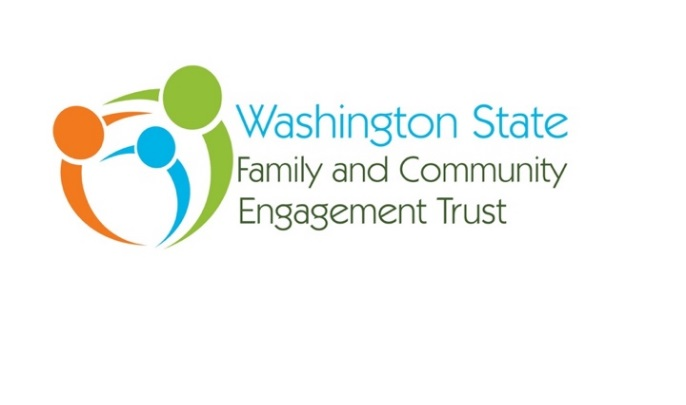 Washington State
Family and Community
Engagement Trust